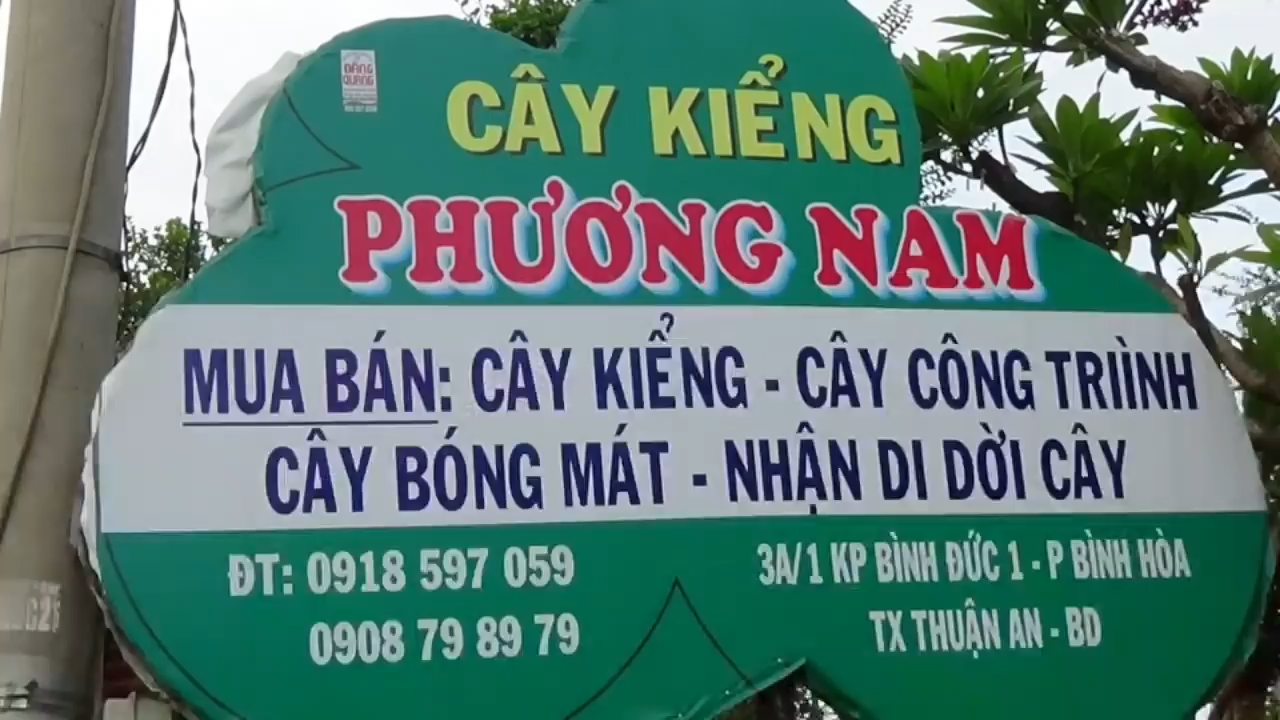 ĐĂNG
QUANG
CÂY KIỂNG
PHƯƠNG NAM
MUA BÁN: CÂY KIỂNG - CÂY CÔNG TRIÌNH
CÂY BÓNG MÁT - NHẬN DI DỜI CÂY
ĐT: 0918 597 059
0908 79 89 79
3A/1 KP BÌNH ĐỨC 1 - P BÌNH HÒA
TX THUẬN AN - BD